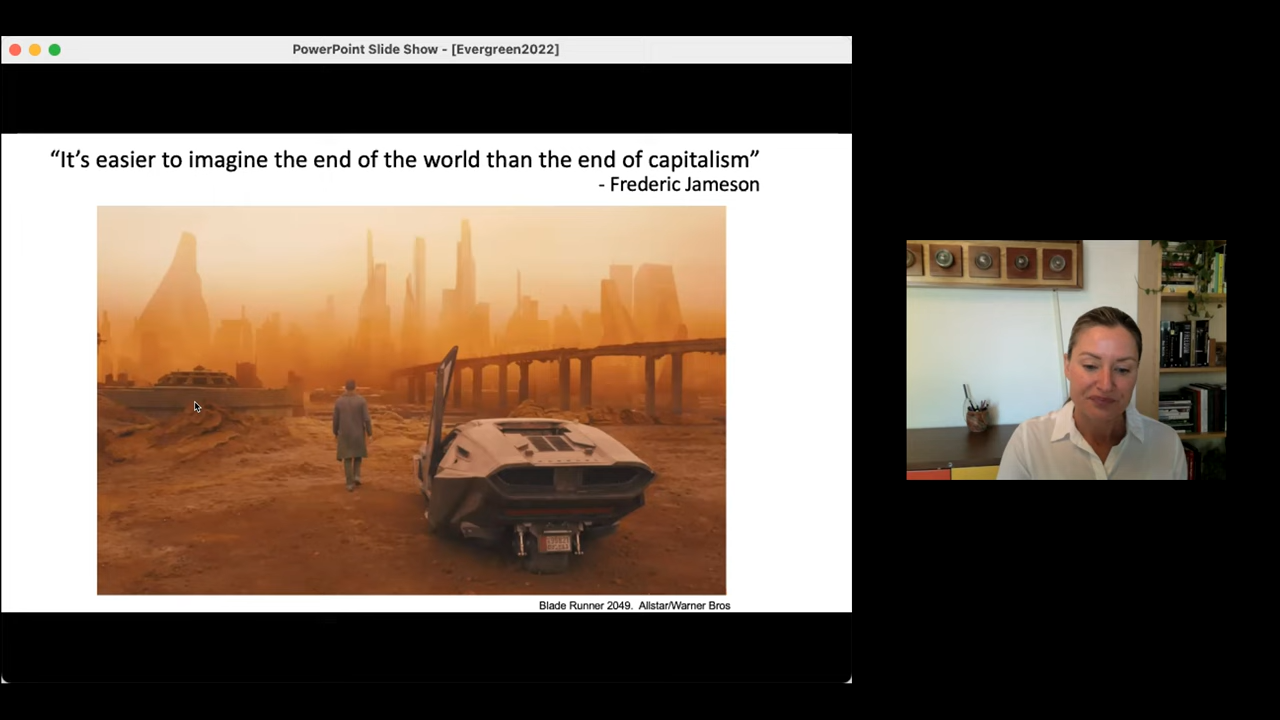 PowerPoint Slide Show - [Evergreen2022]
“It’s easier to imagine the end of the world than the end of capitalism”
- Frederic Jameson
Blade Runner 2049.  Allstar/Warner Bros